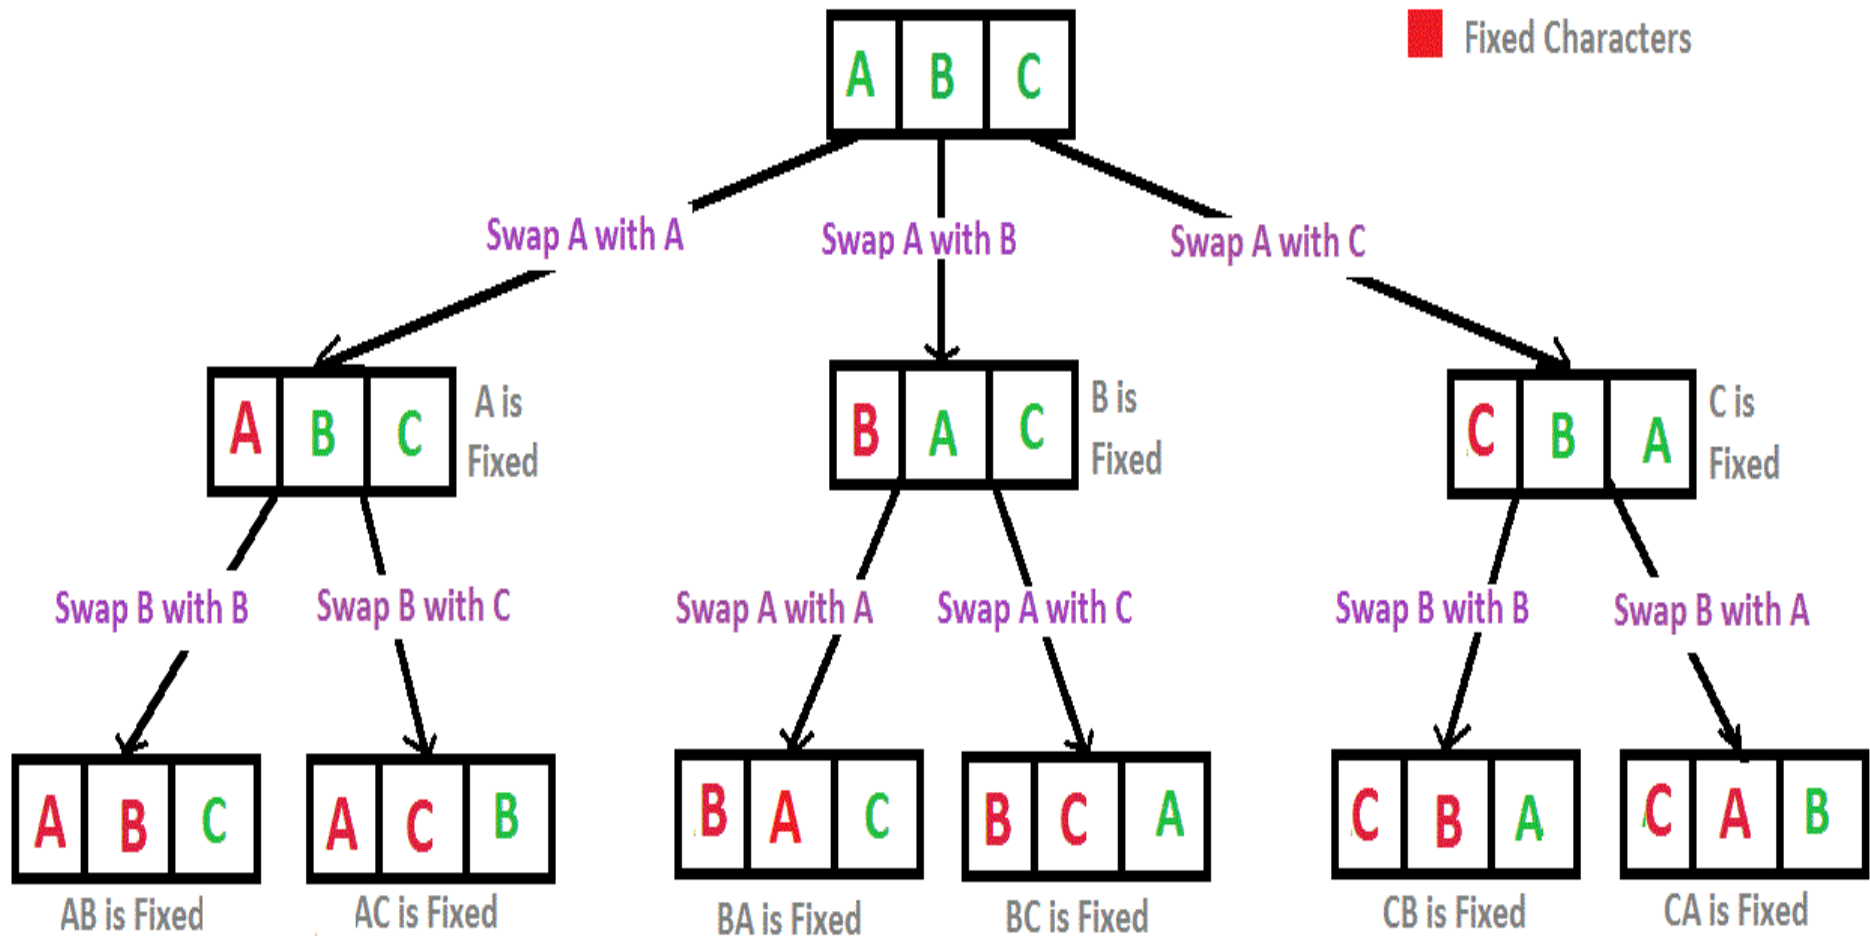 A B C
Fixed Characters
Swap A with A
Swap A with B
Swap A with C
A B C
A is
Fixed
B A C
B is
Fixed
C B A
C is
Fixed
Swap B with B
Swap B with C
Swap A with A
Swap A with C
Swap B with B
Swap B with A
A B C
A C B
B A C
B C A
C B A
C A B
AB is Fixed
AC is Fixed
BA is Fixed
BC is Fixed
CB is Fixed
CA is Fixed